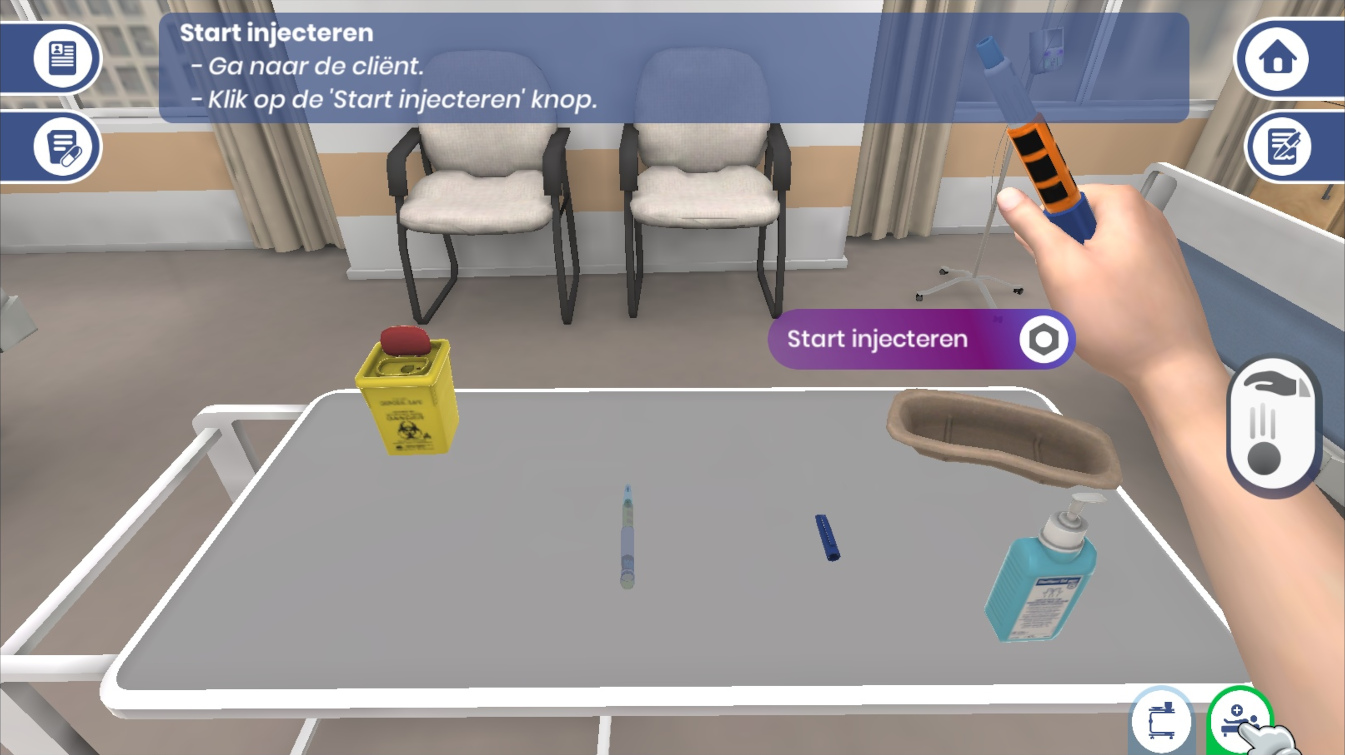 Start injecteren
- Ga naar de cliënt.
- Klik op de 'Start injecteren' knop.
Start injecteren